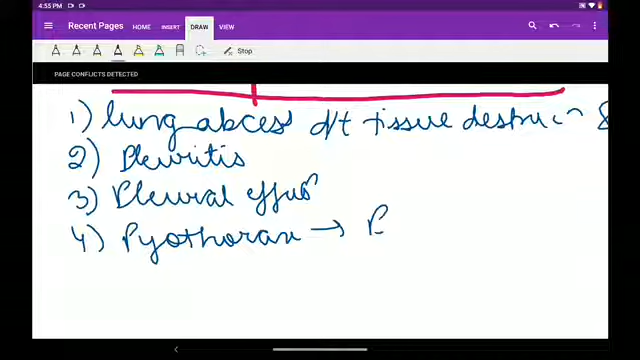 4:55 PM
Recent Pages HOME INSERT DRAW VIEW
Stop
PAGE CONFLICTS DETECTED
1) lung abcess d/t tissue destruc n &
2) Pleuritis
3) Pleural effusn
4) Pyothorax → P